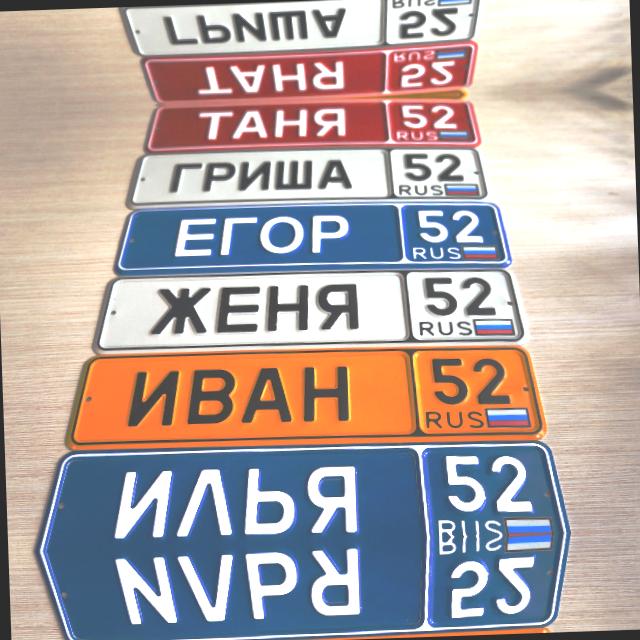 ТАНЯ 52 RUS
ГРИША 52 RUS
ЕГОР 52 RUS
ЖЕНЯ 52 RUS
ИВАН 52 RUS
ИЛЬЯ 52